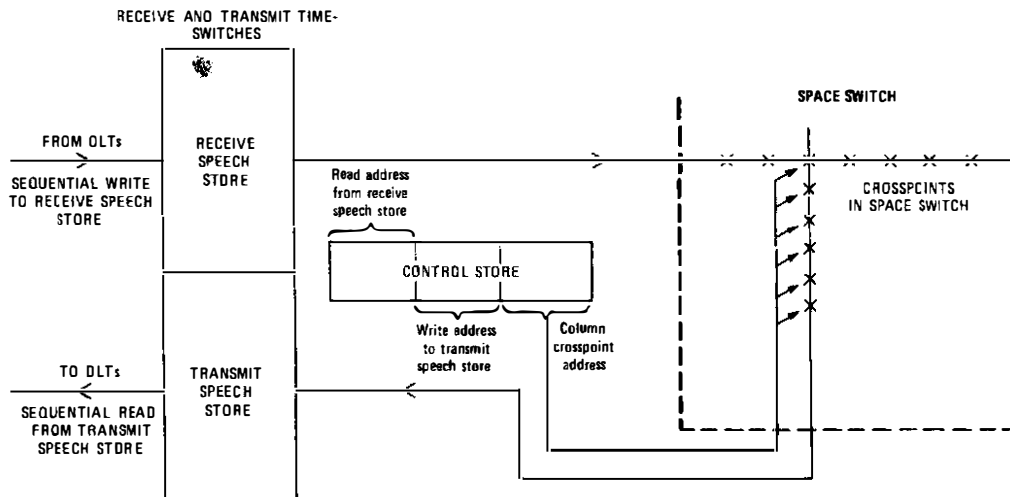 RECEIVE AND TRANSMIT TIME-
SWITCHES
SPACE SWITCH
FROM DLTs
RECEIVE
SPEECH
STORE
SEQUENTIAL WRITE
TO RECEIVE SPEECH
STORE
Read address
from receive
speech store
CROSSPOINTS
IN SPACE SWITCH
CONTROL STORE
Write address
to transmit
speech store
Column
crosspoint
address
TO DLTs
TRANSMIT
SPEECH
STORE
SEQUENTIAL READ
FROM TRANSMIT
SPEECH STORE